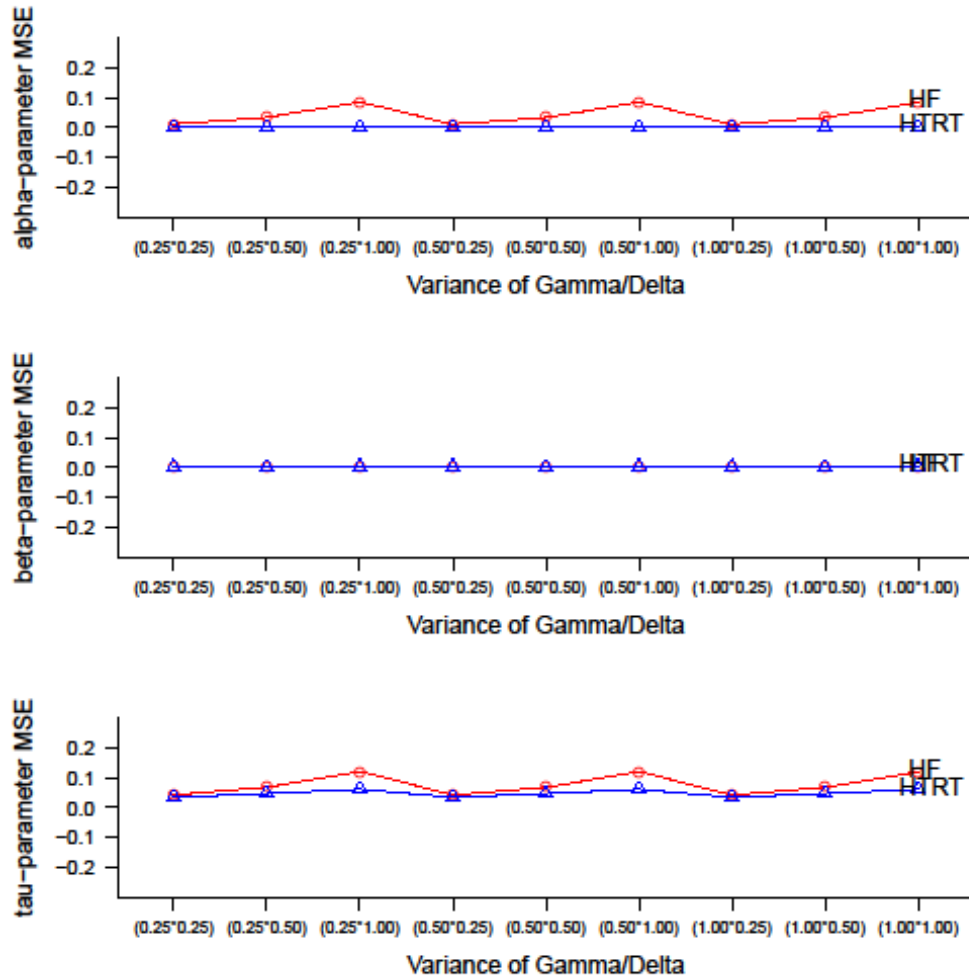 alpha−parameter MSE
0.2
0.1
0.0
−0.1
−0.2
HF
HTRT
(0.25*0.25) (0.25*0.50) (0.25*1.00) (0.50*0.25) (0.50*0.50) (0.50*1.00) (1.00*0.25) (1.00*0.50) (1.00*1.00)
Variance of Gamma/Delta
beta−parameter MSE
0.2
0.1
0.0
−0.1
−0.2
HF
HTRT
(0.25*0.25) (0.25*0.50) (0.25*1.00) (0.50*0.25) (0.50*0.50) (0.50*1.00) (1.00*0.25) (1.00*0.50) (1.00*1.00)
Variance of Gamma/Delta
tau−parameter MSE
0.2
0.1
0.0
−0.1
−0.2
HF
HTRT
(0.25*0.25) (0.25*0.50) (0.25*1.00) (0.50*0.25) (0.50*0.50) (0.50*1.00) (1.00*0.25) (1.00*0.50) (1.00*1.00)
Variance of Gamma/Delta